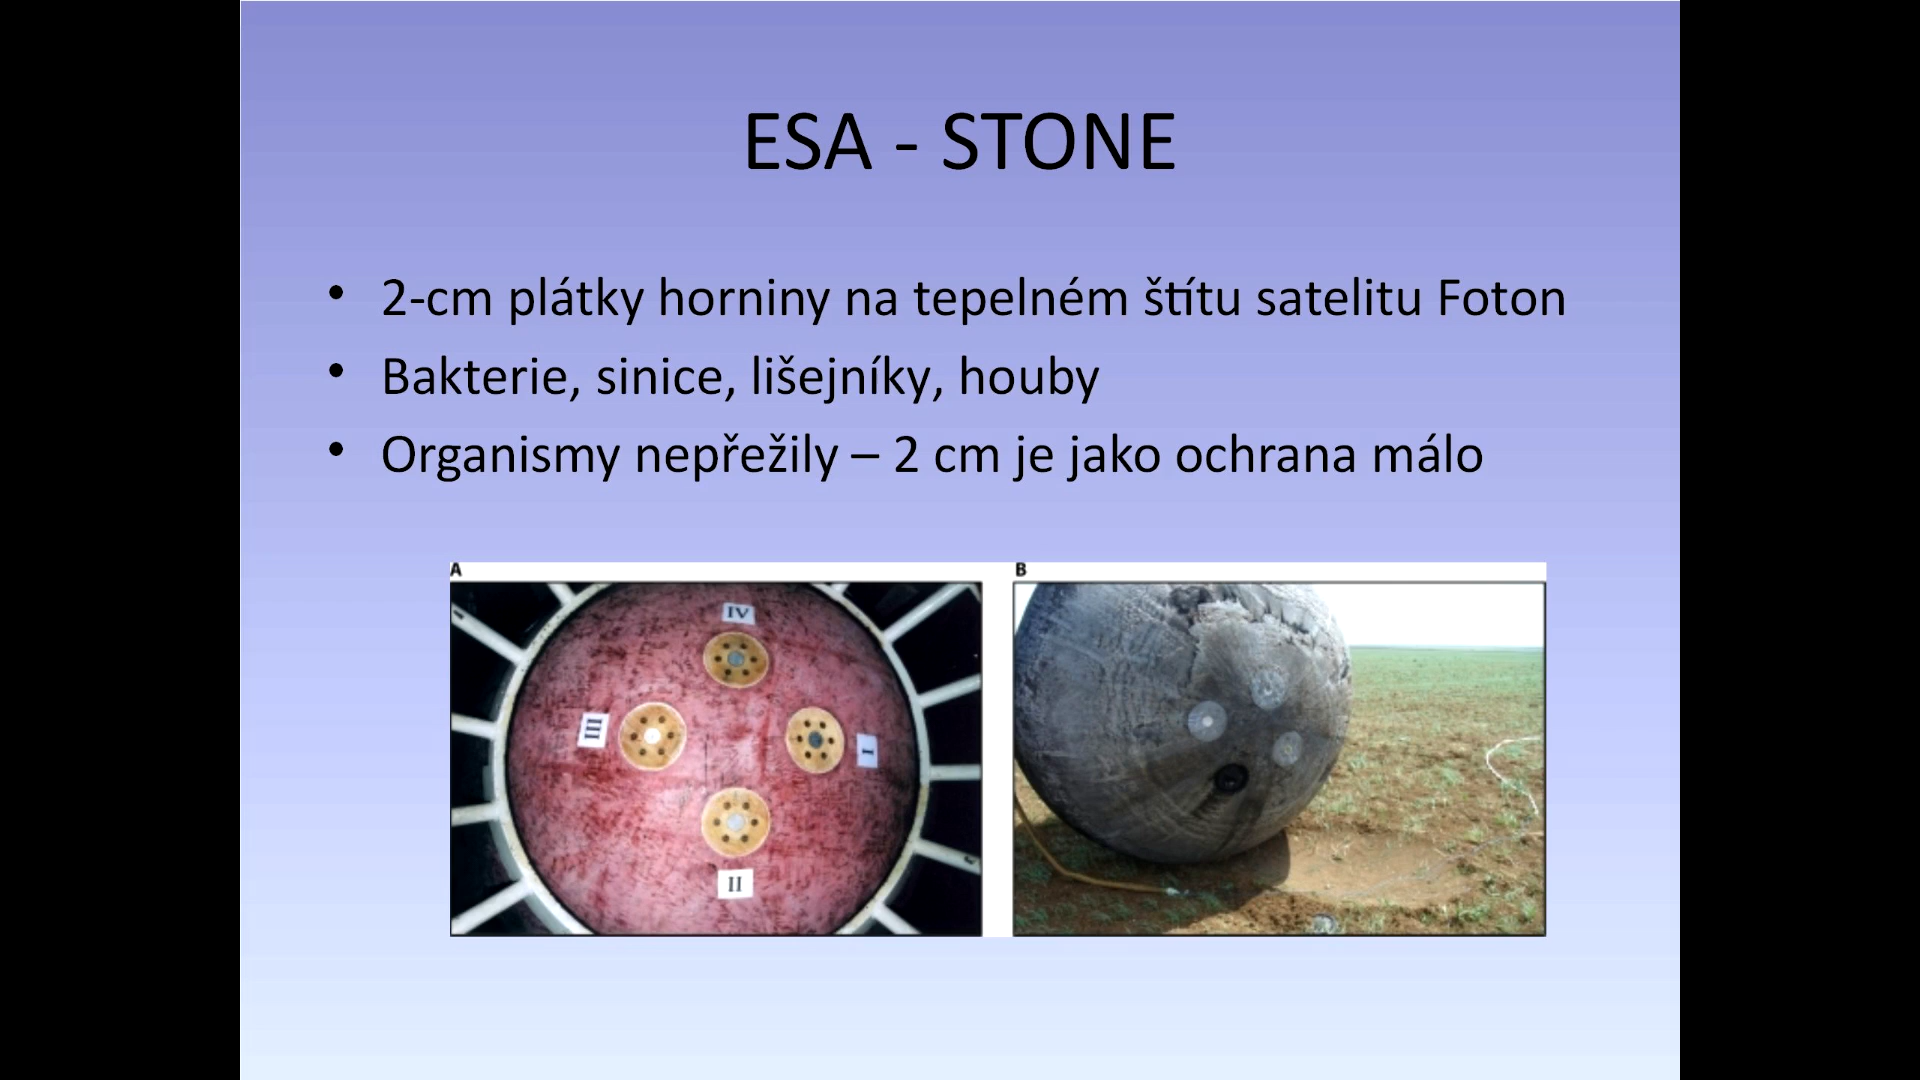 ESA - STONE
• 2-cm plátky horniny na tepelném štítu satelitu Foton
• Bakterie, sinice, lišejníky, houby
• Organismy nepřežily – 2 cm je jako ochrana málo
A
B
IV
III
I
II